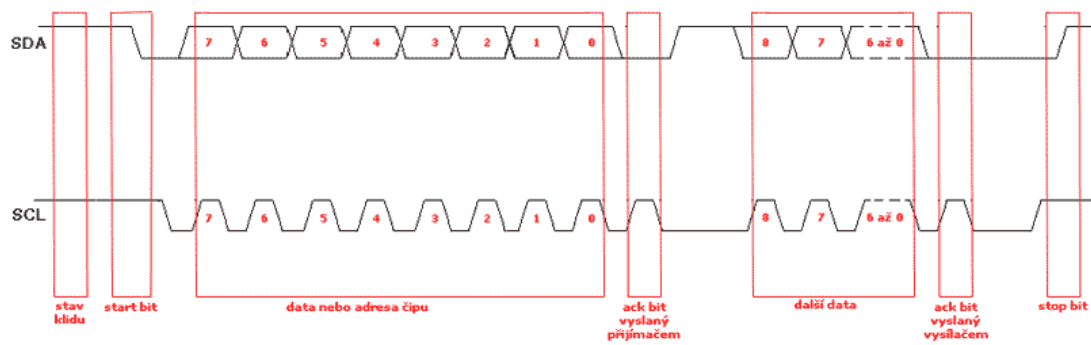 SDA
7 6 5 4 3 2 1 0 8 7 6 až 0
SCL
7 6 5 4 3 2 1 0 8 7 6 až 0
stav
klidu
start bit
data nebo adresa čipu
ack bit
vyslaný
přijímačem
další data
ack bit
vyslaný
vysílačem
stop bit